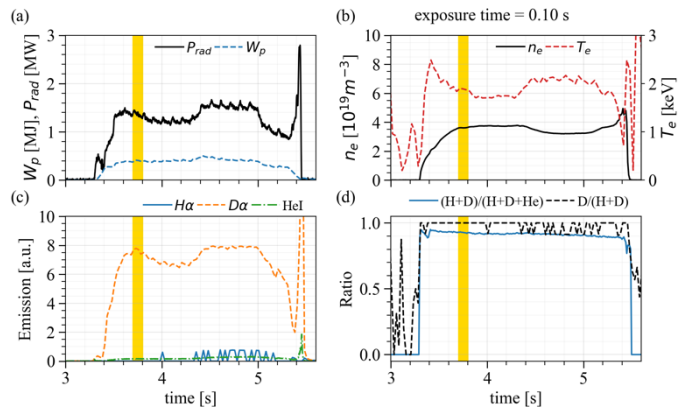 (a)
(b)
exposure time = 0.10 s
3
2
1
0
W_p [MJ], P_rad [MW]
P_rad
W_p
10
8
6
4
2
0
n_e [10^19 m^-3]
n_e
T_e
3
2
1
0
T_e [keV]
(c)
Hα
Dα
HeI
(d)
(H+D)/(H+D+He)
D/(H+D)
10
8
6
4
2
0
Emission [a.u.]
3
4
5
time [s]
1.0
0.5
0.0
Ratio
3
4
5
time [s]